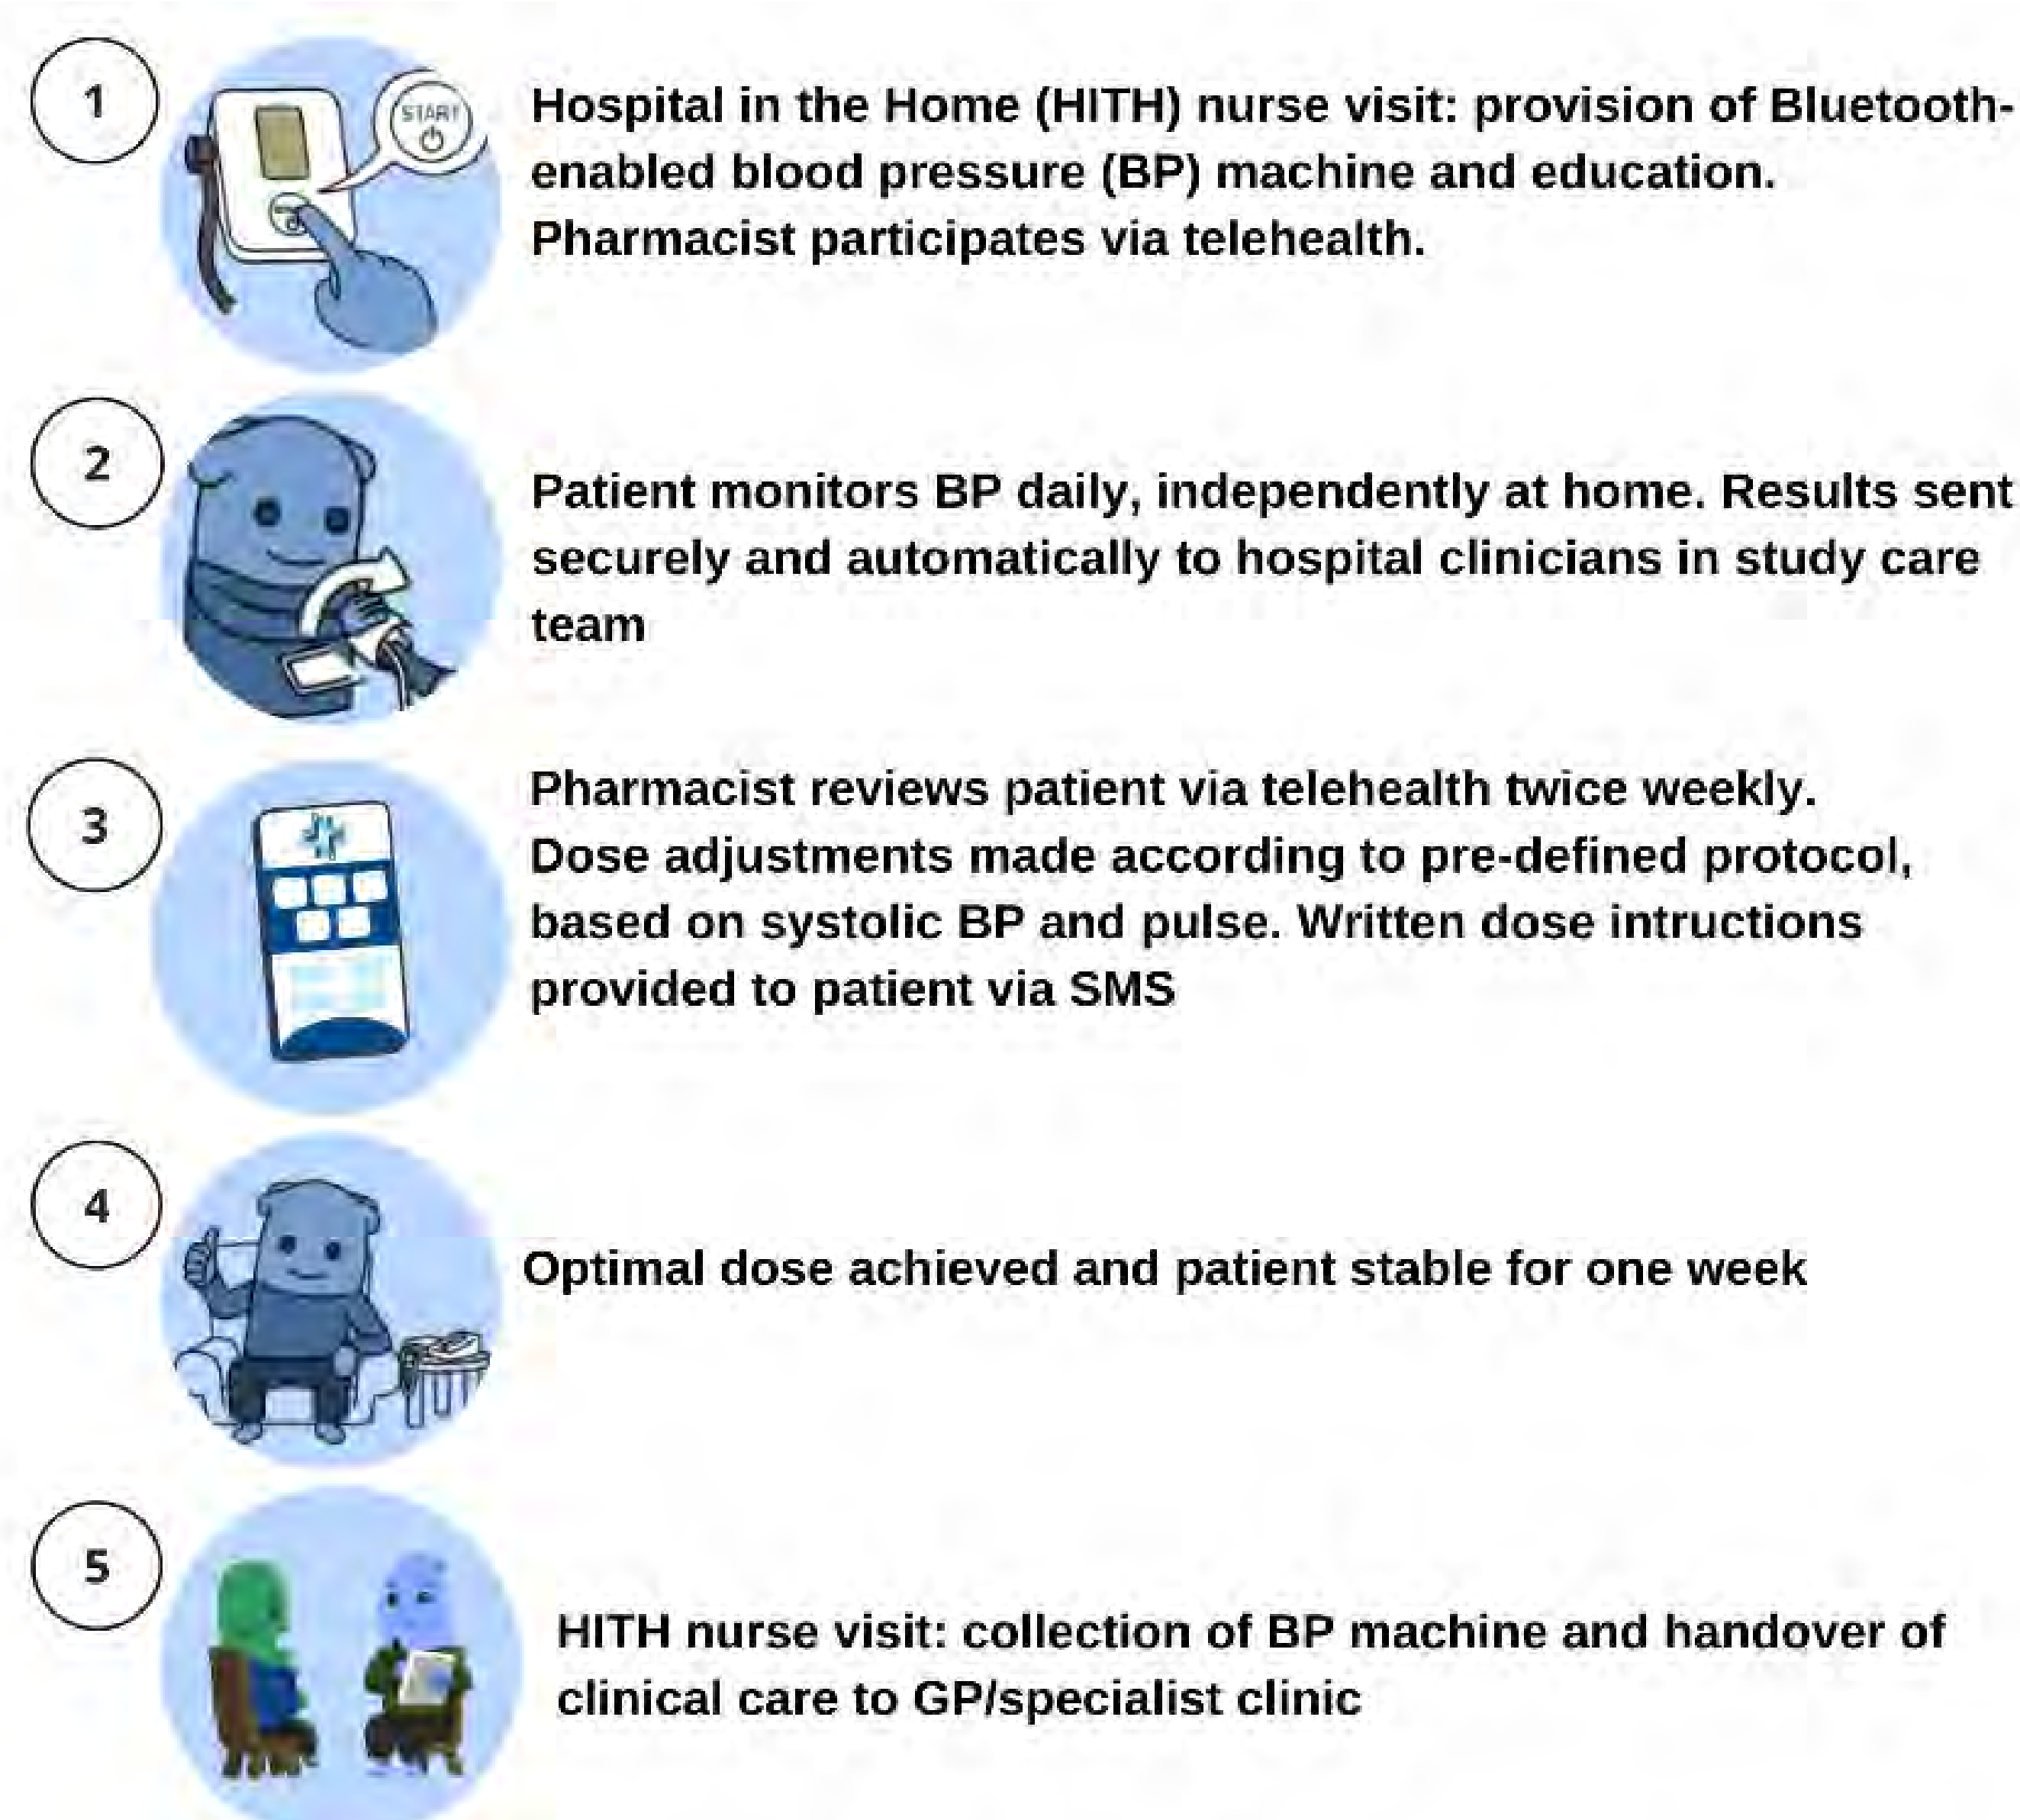 1
START
Hospital in the Home (HITH) nurse visit: provision of Bluetooth-
enabled blood pressure (BP) machine and education.
Pharmacist participates via telehealth.
2
Patient monitors BP daily, independently at home. Results sent
securely and automatically to hospital clinicians in study care
team
3
Pharmacist reviews patient via telehealth twice weekly.
Dose adjustments made according to pre-defined protocol,
based on systolic BP and pulse. Written dose intructions
provided to patient via SMS
4
Optimal dose achieved and patient stable for one week
5
HITH nurse visit: collection of BP machine and handover of
clinical care to GP/specialist clinic